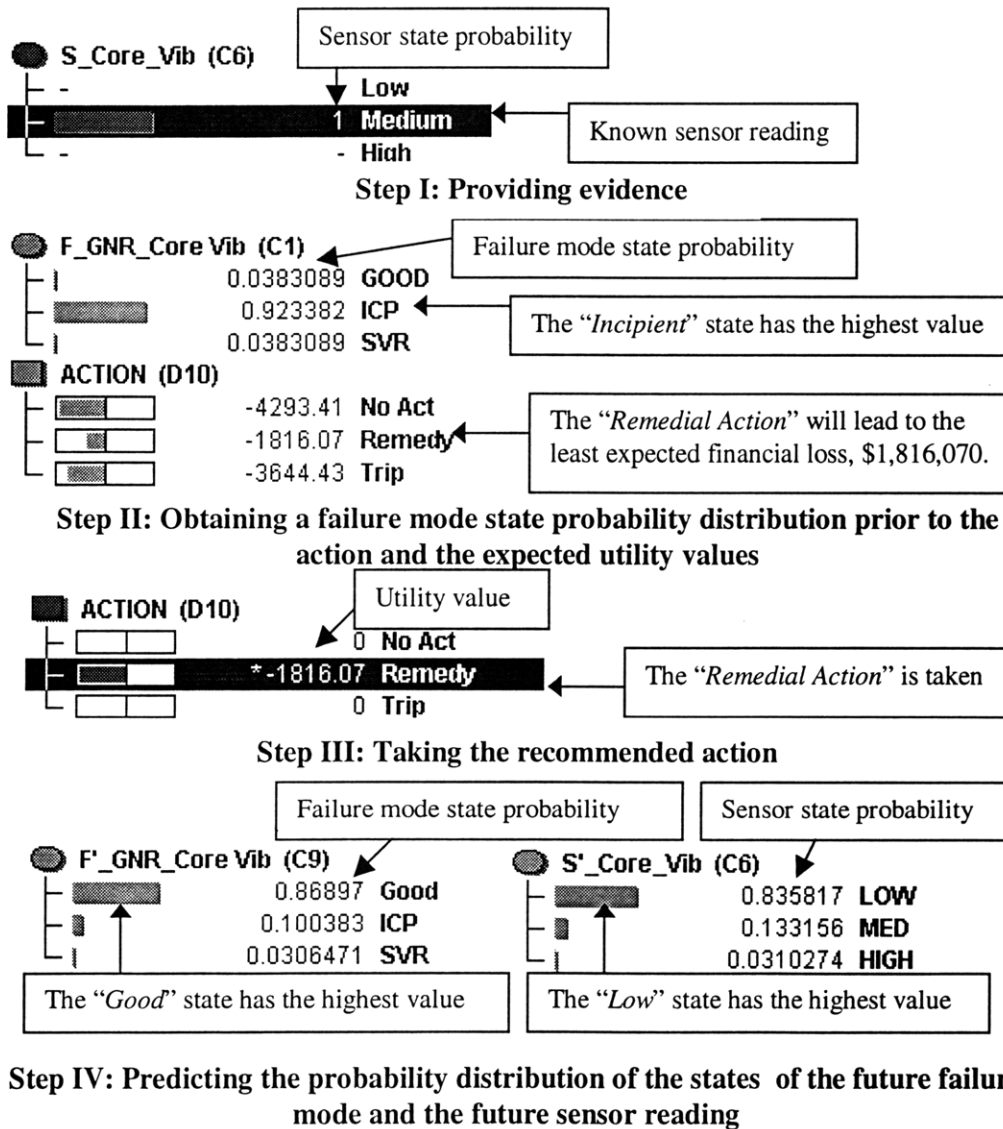 Sensor state probability
S_Core_Vib (C6)
- Low
1 Medium
- - High
Known sensor reading
Step I: Providing evidence
F_GNR_Core Vib (C1)
Failure mode state probability
0.0383089 GOOD
0.923382 ICP
0.0383089 SVR
The “Incipient” state has the highest value
ACTION (D10)
-4293.41 No Act
-1816.07 Remedy
-3644.43 Trip
The “Remedial Action” will lead to the
least expected financial loss, $1,816,070.
Step II: Obtaining a failure mode state probability distribution prior to the
action and the expected utility values
ACTION (D10)
Utility value
0 No Act
*-1816.07 Remedy
0 Trip
The “Remedial Action” is taken
Step III: Taking the recommended action
Failure mode state probability
Sensor state probability
F'_GNR_Core Vib (C9)
0.86897 Good
0.100383 ICP
0.0306471 SVR
The “Good” state has the highest value
S'_Core_Vib (C6)
0.835817 LOW
0.133156 MED
0.0310274 HIGH
The “Low” state has the highest value
Step IV: Predicting the probability distribution of the states of the future failur
mode and the future sensor reading